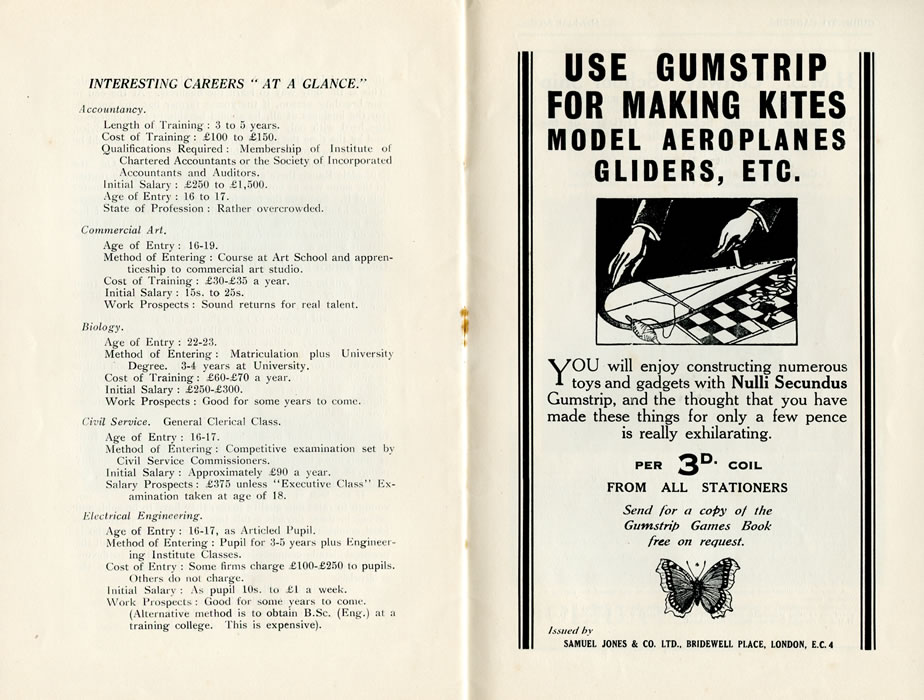 INTERESTING CAREERS "AT A GLANCE."
Accountancy.
Length of Training : 3 to 5 years.
Cost of Training : £100 to £150.
Qualifications Required : Membership of Institute of
Chartered Accountants or the Society of Incorporated
Accountants and Auditors.
Initial Salary : £250 to £1,500.
Age of Entry : 16 to 17.
State of Profession : Rather overcrowded.
Commercial Art.
Age of Entry : 16-19.
Method of Entering : Course at Art School and appren-
ticeship to commercial art studio.
Cost of Training : £30-£35 a year.
Initial Salary : 15s. to 25s.
Work Prospects : Sound returns for real talent.
Biology.
Age of Entry : 22-23.
Method of Entering : Matriculation plus University
Degree. 3-4 years at University.
Cost of Training : £60-£70 a year.
Initial Salary : £250-£300.
Work Prospects : Good for some years to come.
Civil Service. General Clerical Class.
Age of Entry : 16-17.
Method of Entering : Competitive examination set by
Civil Service Commissioners.
Initial Salary : Approximately £90 a year.
Salary Prospects : £375 unless "Executive Class" Ex-
amination taken at age of 18.
Electrical Engineering.
Age of Entry : 16-17, as Articled Pupil.
Method of Entering : Pupil for 3-5 years plus Engineer-
ing Institute Classes.
Cost of Entry : Some firms charge £100-£250 to pupils.
Others do not charge.
Initial Salary : As pupil 10s. to £1 a week.
Work Prospects : Good for some years to come.
(Alternative method is to obtain B.Sc. (Eng.) at a
training college. This is expensive).
USE GUMSTRIP
FOR MAKING KITES
MODEL AEROPLANES
GLIDERS, ETC.
YOU will enjoy constructing numerous
toys and gadgets with Nulli Secundus
Gumstrip, and the thought that you have
made these things for only a few pence
is really exhilarating.
PER 3D. COIL
FROM ALL STATIONERS
Send for a copy of the
Gumstrip Games Book
free on request.
Issued by
SAMUEL JONES & CO. LTD., BRIDEWELL PLACE, LONDON, E.C. 4